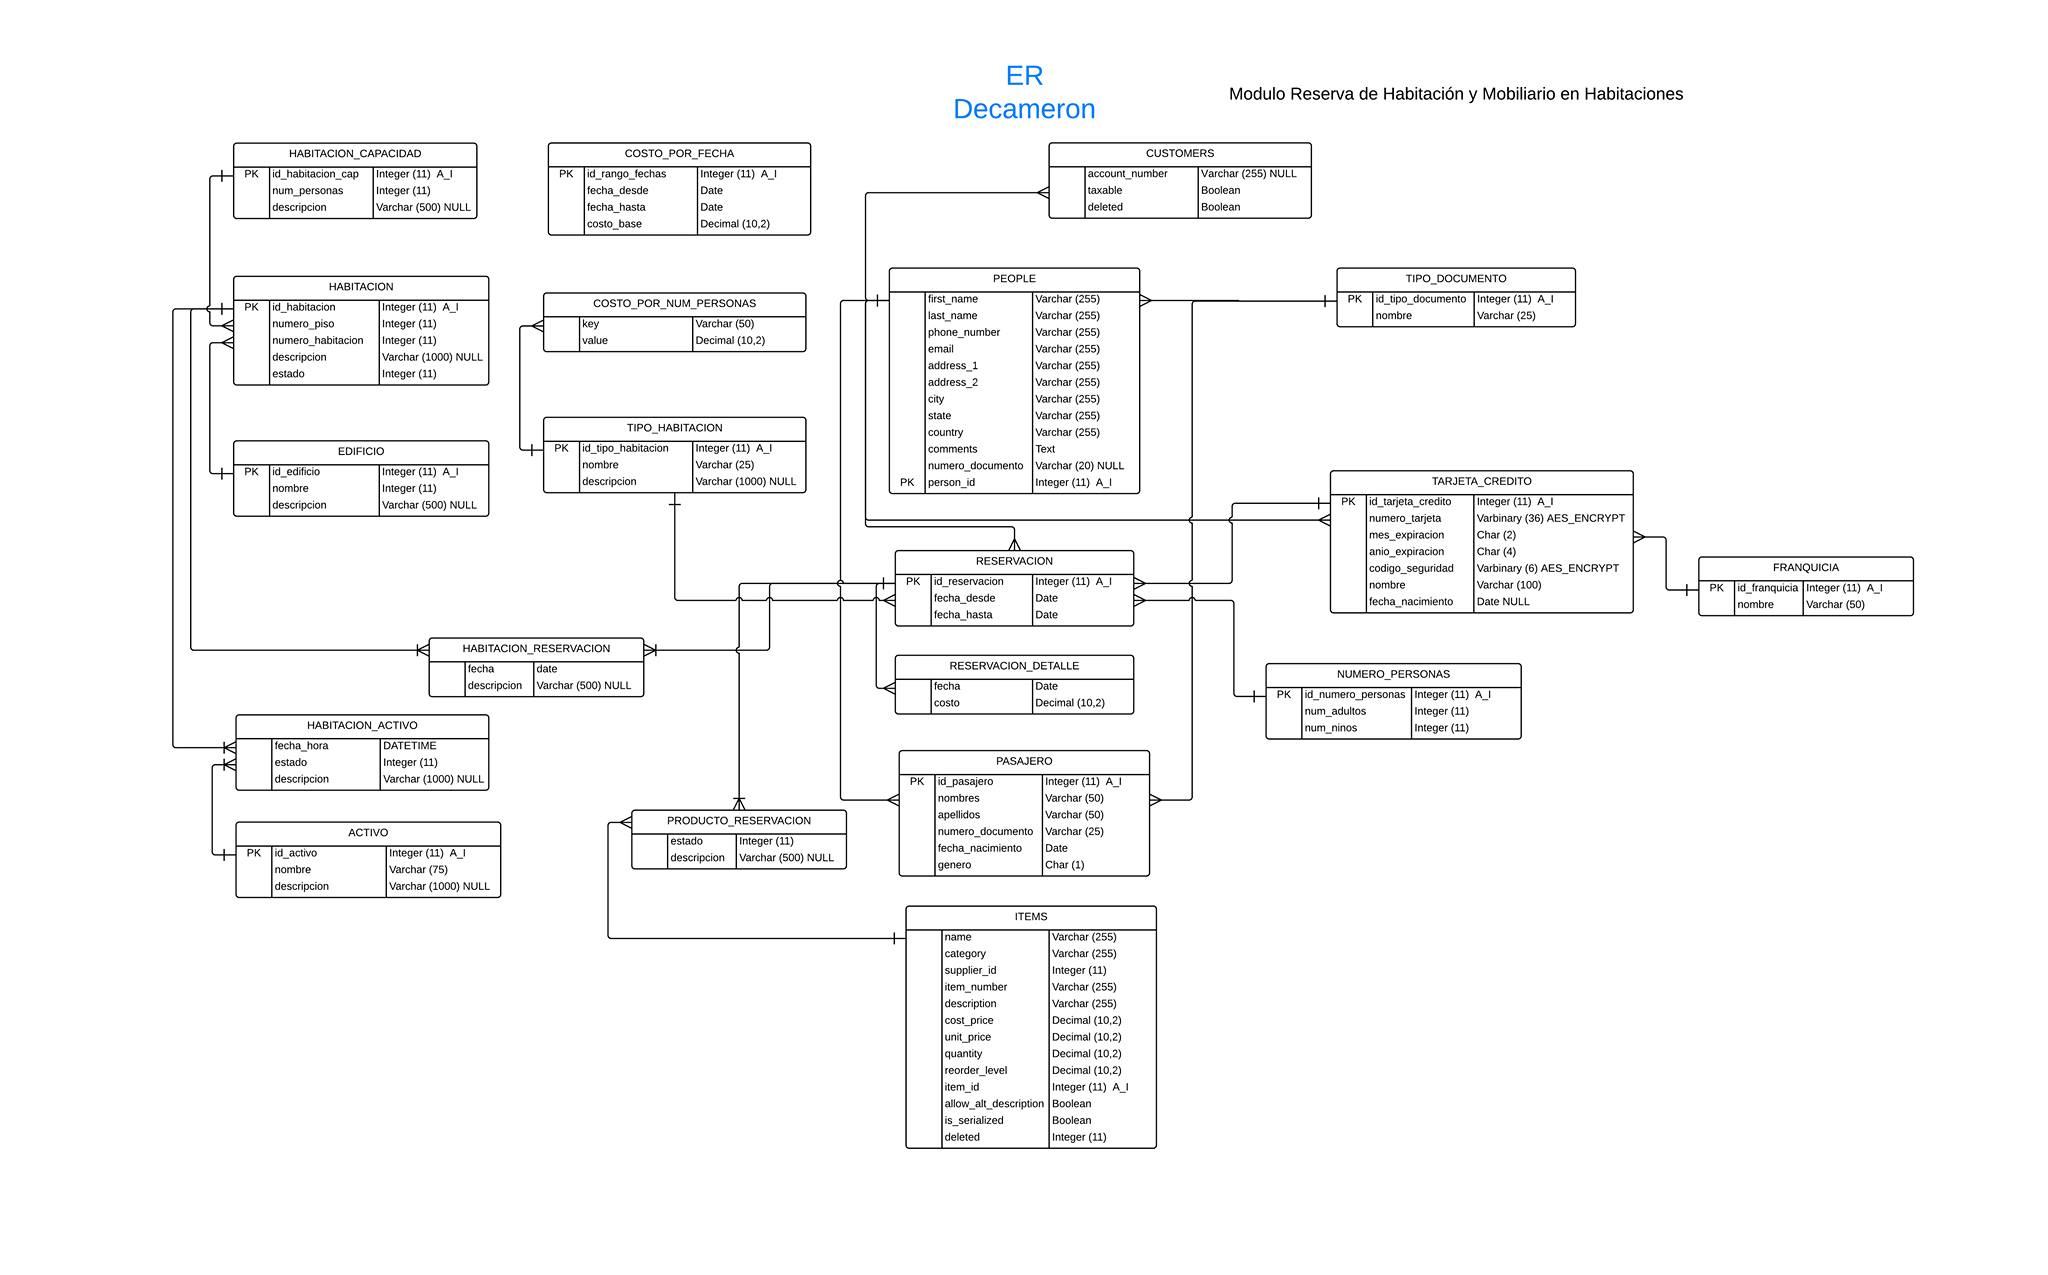 ER
Decameron
Modulo Reserva de Habitación y Mobiliario en Habitaciones
HABITACION_CAPACIDAD
PK id_habitacion_cap Integer (11) A_I
num_personas Integer (11)
descripcion Varchar (500) NULL
COSTO_POR_FECHA
PK id_rango_fechas Integer (11) A_I
fecha_desde Date
fecha_hasta Date
costo_base Decimal (10,2)
CUSTOMERS
account_number Varchar (255) NULL
taxable Boolean
deleted Boolean
HABITACION
PK id_habitacion Integer (11) A_I
numero_piso Integer (11)
numero_habitacion Integer (11)
descripcion Varchar (1000) NULL
estado Integer (11)
COSTO_POR_NUM_PERSONAS
key Varchar (50)
value Decimal (10,2)
PEOPLE
first_name Varchar (255)
last_name Varchar (255)
phone_number Varchar (255)
email Varchar (255)
address_1 Varchar (255)
address_2 Varchar (255)
city Varchar (255)
state Varchar (255)
country Varchar (255)
comments Text
numero_documento Varchar (20) NULL
PK person_id Integer (11) A_I
TIPO_DOCUMENTO
PK id_tipo_documento Integer (11) A_I
nombre Varchar (25)
EDIFICIO
PK id_edificio Integer (11) A_I
nombre Integer (11)
descripcion Varchar (500) NULL
TIPO_HABITACION
PK id_tipo_habitacion Integer (11) A_I
nombre Varchar (25)
descripcion Varchar (1000) NULL
TARJETA_CREDITO
PK id_tarjeta_credito Integer (11) A_I
numero_tarjeta Varbinary (36) AES_ENCRYPT
mes_expiracion Char (2)
anio_expiracion Char (4)
codigo_seguridad Varbinary (6) AES_ENCRYPT
nombre Varchar (100)
fecha_nacimiento Date NULL
FRANQUICIA
PK id_franquicia Integer (11) A_I
nombre Varchar (50)
RESERVACION
PK id_reservacion Integer (11) A_I
fecha_desde Date
fecha_hasta Date
HABITACION_RESERVACION
fecha date
descripcion Varchar (500) NULL
RESERVACION_DETALLE
fecha Date
costo Decimal (10,2)
NUMERO_PERSONAS
PK id_numero_personas Integer (11) A_I
num_adultos Integer (11)
num_ninos Integer (11)
HABITACION_ACTIVO
fecha_hora DATETIME
estado Integer (11)
descripcion Varchar (1000) NULL
PASAJERO
PK id_pasajero Integer (11) A_I
nombres Varchar (50)
apellidos Varchar (50)
numero_documento Varchar (25)
fecha_nacimiento Date
genero Char (1)
ACTIVO
PK id_activo Integer (11) A_I
nombre Varchar (75)
descripcion Varchar (1000) NULL
PRODUCTO_RESERVACION
estado Integer (11)
descripcion Varchar (500) NULL
ITEMS
name Varchar (255)
category Varchar (255)
supplier_id Integer (11)
item_number Varchar (255)
description Varchar (255)
cost_price Decimal (10,2)
unit_price Decimal (10,2)
quantity Decimal (10,2)
reorder_level Decimal (10,2)
item_id Integer (11) A_I
allow_alt_description Boolean
is_serialized Boolean
deleted Integer (11)